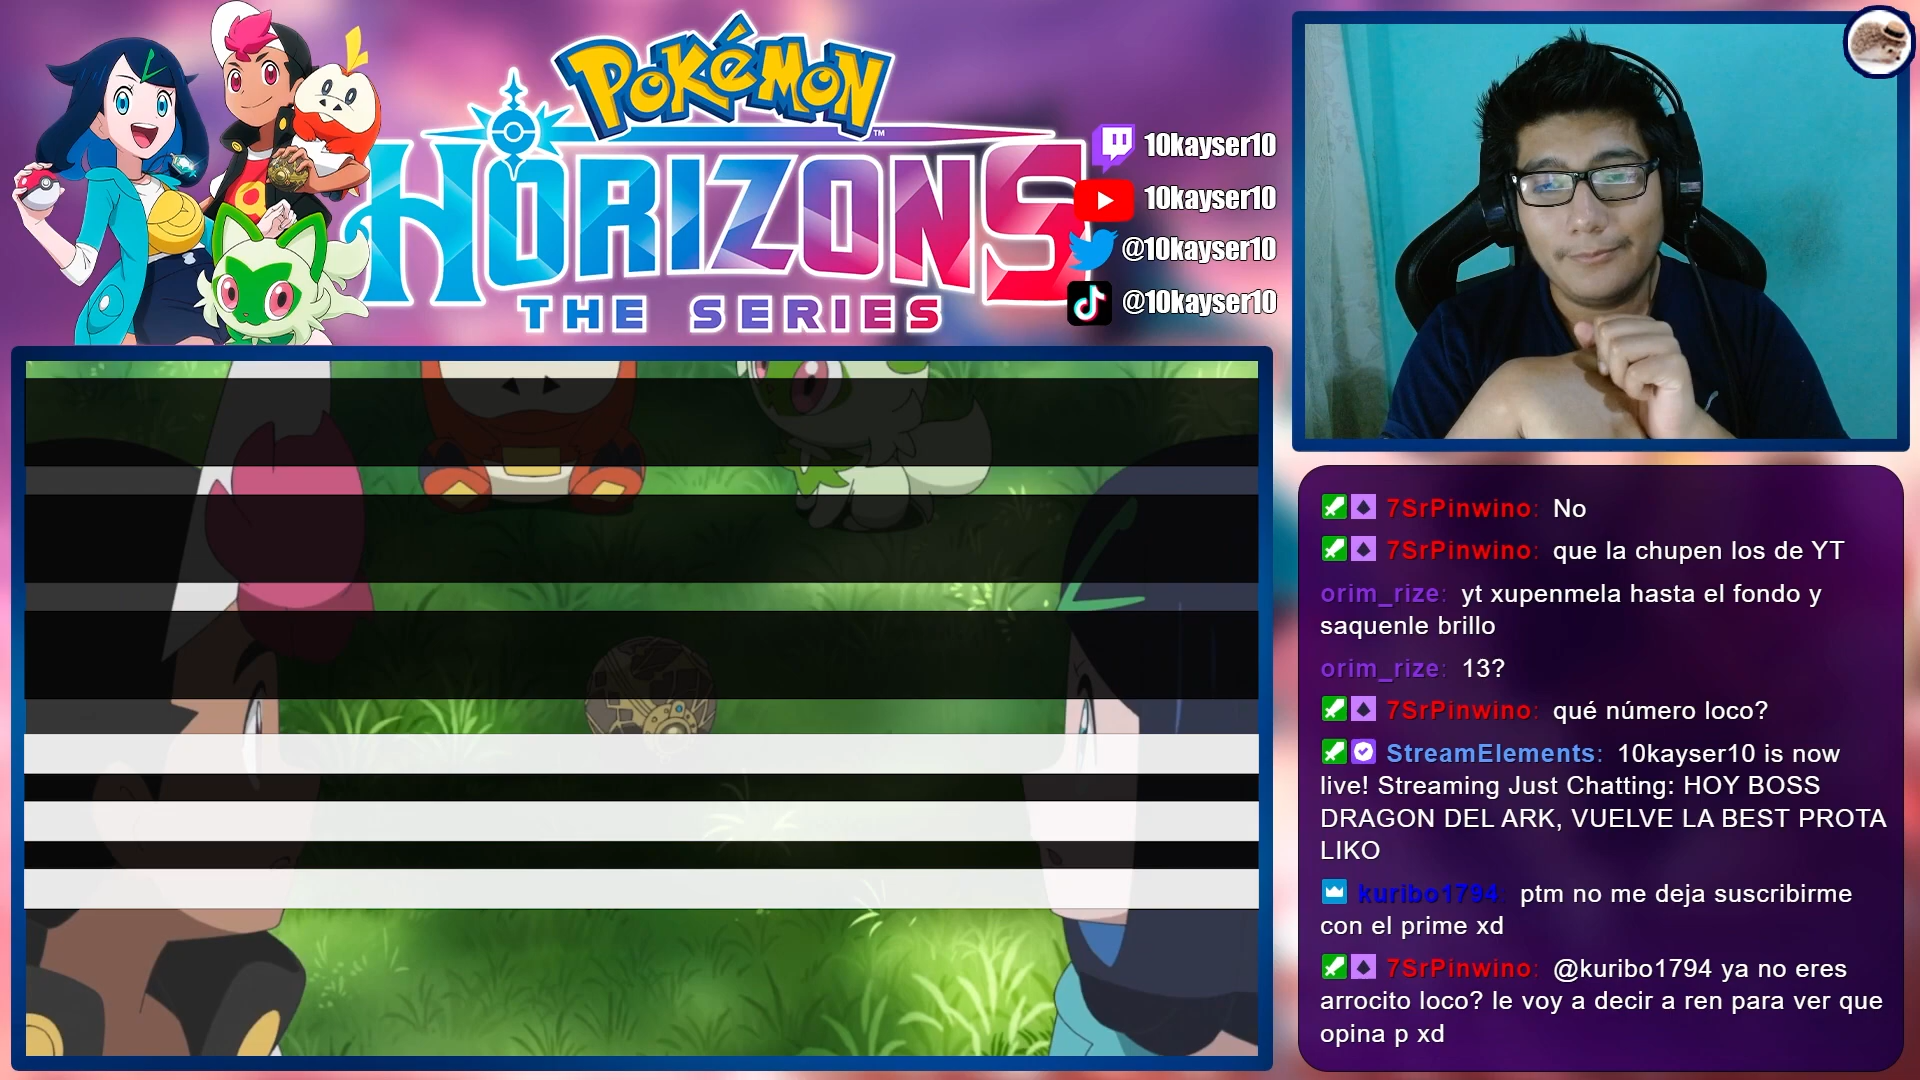 POKÉMON
TM
HORIZONS
THE SERIES
10kayser10
10kayser10
@10kayser10
@10kayser10
7SrPinwino: No
7SrPinwino: que la chupen los de YT
orim_rize: yt xupenmela hasta el fondo y
saquenle brillo
orim_rize: 13?
7SrPinwino: qué número loco?
StreamElements: 10kayser10 is now
live! Streaming Just Chatting: HOY BOSS
DRAGON DEL ARK, VUELVE LA BEST PROTA
LIKO
kuribo1794: ptm no me deja suscribirme
con el prime xd
7SrPinwino: @kuribo1794 ya no eres
arrocito loco? le voy a decir a ren para ver que
opina p xd